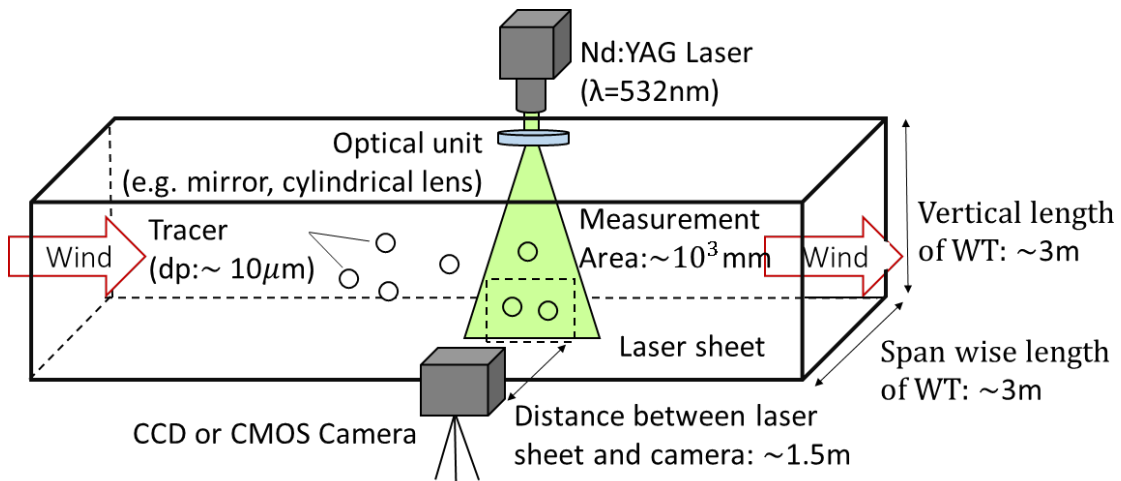 Nd:YAG Laser
(λ=532nm)
Optical unit
(e.g. mirror, cylindrical lens)
Wind
Tracer
(dp:~ 10𝜇m)
Measurement
Area:~10³ mm
Wind
Vertical length
of WT: ~3m
Laser sheet
Span wise length
of WT: ~3m
CCD or CMOS Camera
Distance between laser
sheet and camera: ~1.5m